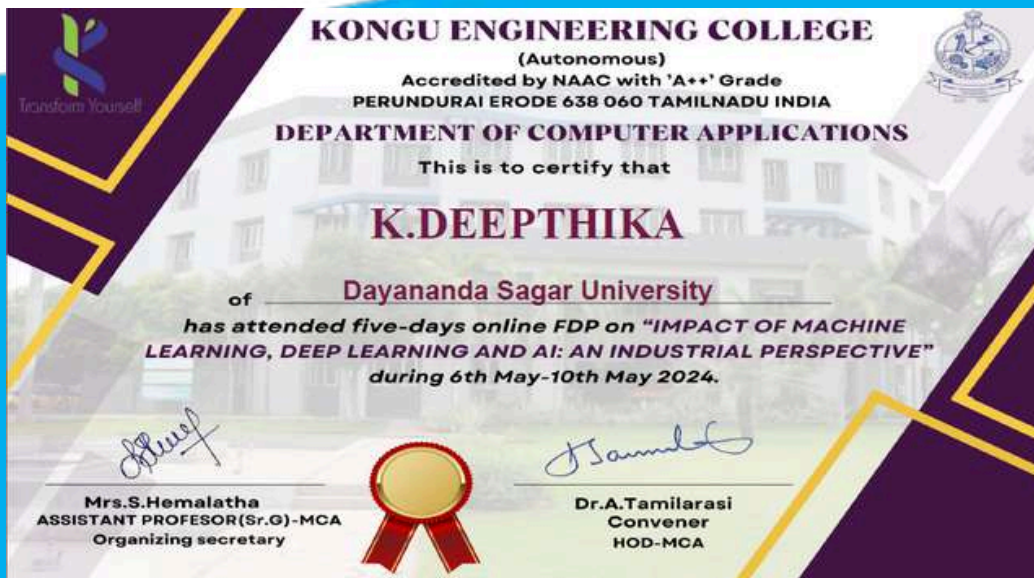 Transform Yourself
KONGU ENGINEERING COLLEGE
(Autonomous)
Accredited by NAAC with 'A++' Grade
PERUNDURAI ERODE 638 060 TAMILNADU INDIA
DEPARTMENT OF COMPUTER APPLICATIONS
This is to certify that
K.DEEPTHIKA
of Dayananda Sagar University
has attended five-days online FDP on “IMPACT OF MACHINE
LEARNING, DEEP LEARNING AND AI: AN INDUSTRIAL PERSPECTIVE”
during 6th May-10th May 2024.
Mrs.S.Hemalatha
ASSISTANT PROFESOR(Sr.G)-MCA
Organizing secretary
Dr.A.Tamilarasi
Convener
HOD-MCA